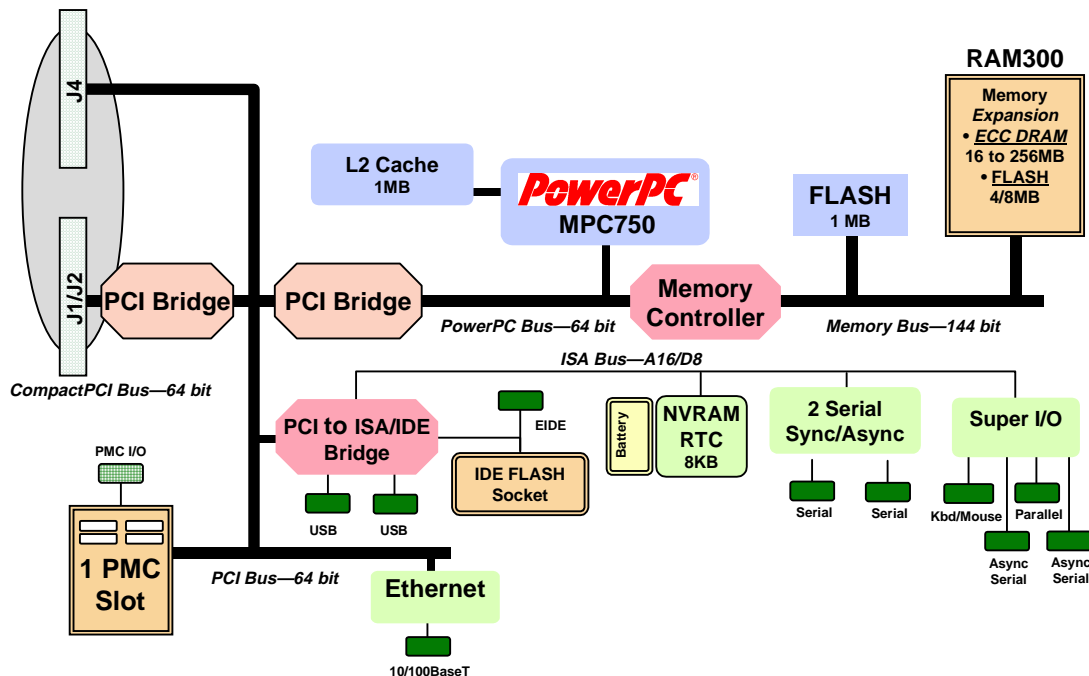 RAM300
J4
Memory
Expansion
• ECC DRAM
16 to 256MB
• FLASH
4/8MB
L2 Cache
1MB
PowerPC®
MPC750
FLASH
1 MB
J1/J2
PCI Bridge
PCI Bridge
Memory
Controller
PowerPC Bus—64 bit
Memory Bus—144 bit
CompactPCI Bus—64 bit
ISA Bus—A16/D8
PCI to ISA/IDE
Bridge
EIDE
IDE FLASH
Socket
USB
USB
Battery
NVRAM
RTC
8KB
2 Serial
Sync/Async
Serial
Serial
Super I/O
Kbd/Mouse
Parallel
Async
Serial
Async
Serial
PMC I/O
1 PMC
Slot
PCI Bus—64 bit
Ethernet
10/100BaseT